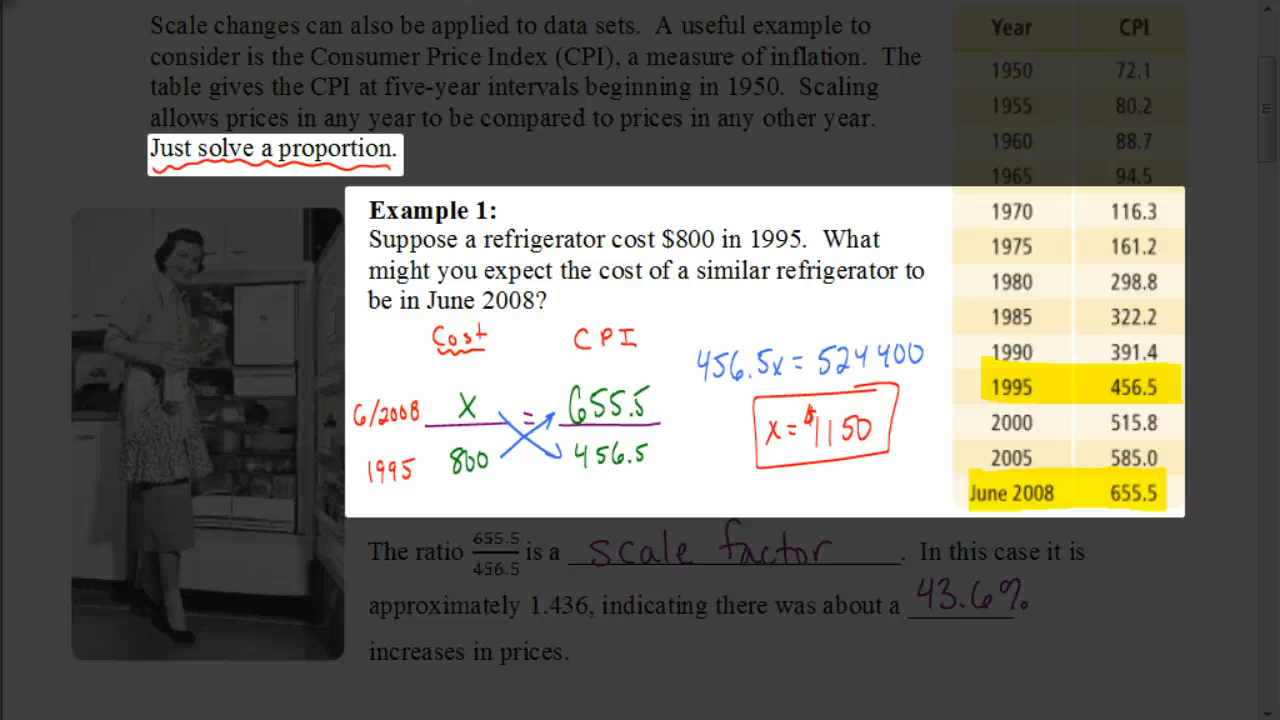 Scale changes can also be applied to data sets. A useful example to
consider is the Consumer Price Index (CPI), a measure of inflation. The
table gives the CPI at five-year intervals beginning in 1950. Scaling
allows prices in any year to be compared to prices in any other year.
Just solve a proportion.
Year CPI
1950 72.1
1955 80.2
1960 88.7
1965 94.5
1970 116.3
1975 161.2
1980 298.8
1985 322.2
1990 391.4
1995 456.5
2000 515.8
2005 585.0
June 2008 655.5
Example 1:
Suppose a refrigerator cost $800 in 1995. What
might you expect the cost of a similar refrigerator to
be in June 2008?
Cost CPI
6/2008 x = 655.5
1995 800 456.5
456.5x = 524400
x = $1150
The ratio 655.5/456.5 is a scale factor. In this case it is
approximately 1.436, indicating there was about a 43.6%
increases in prices.